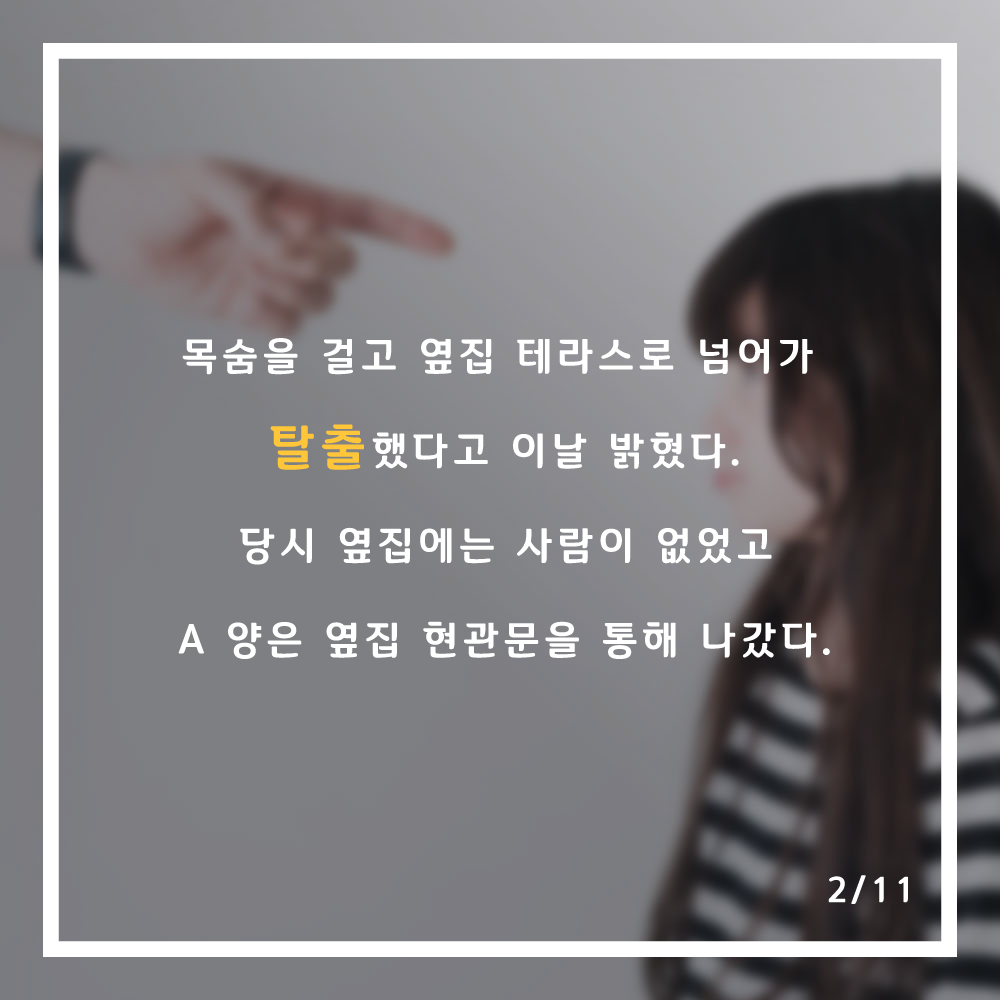 목숨을 걸고 옆집 테라스로 넘어가
탈출했다고 이날 밝혔다.
당시 옆집에는 사람이 없었고
A 양은 옆집 현관문을 통해 나갔다.
2/11